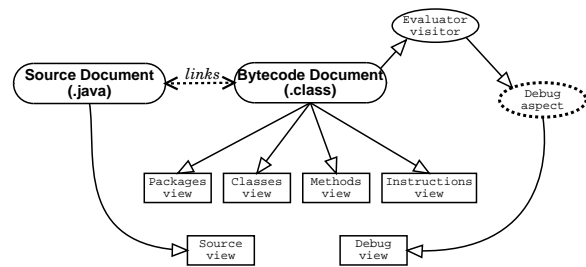 Evaluator
visitor
Source Document
(.java)
links
Bytecode Document
(.class)
Debug
aspect
Packages
view
Classes
view
Methods
view
Instructions
view
Source
view
Debug
view